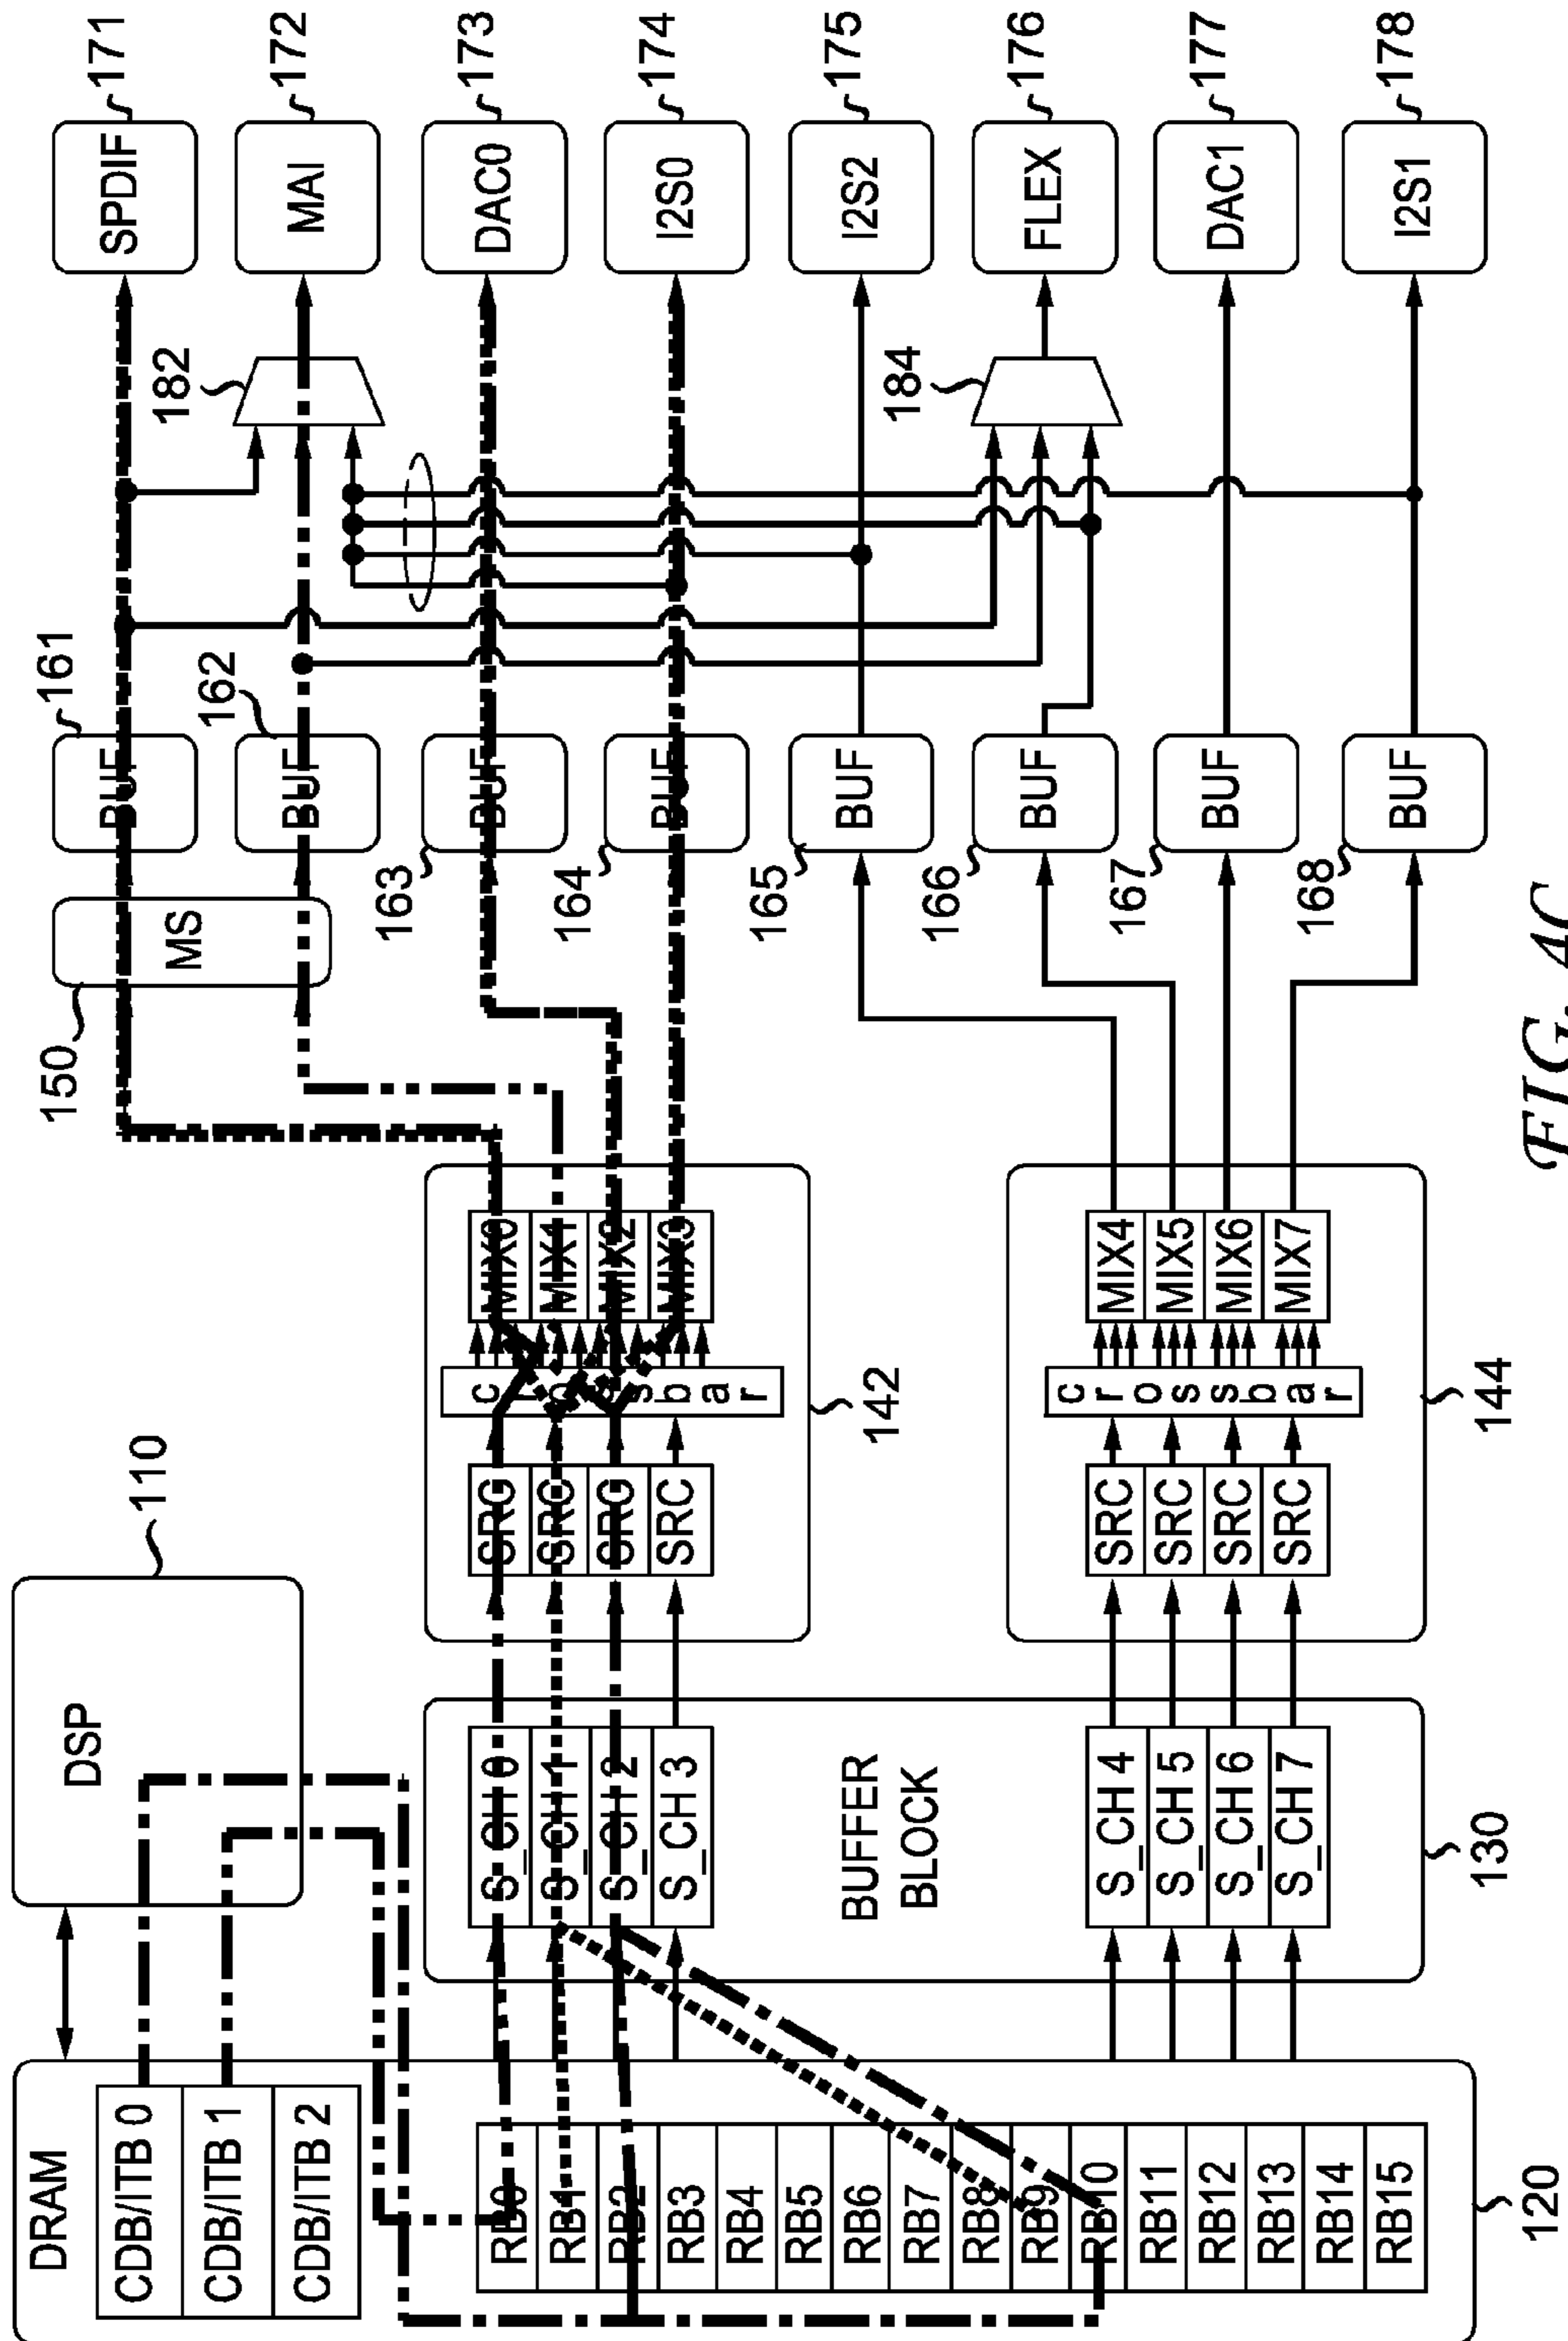 DRAM
CDB/ITB 0
CDB/ITB 1
CDB/ITB 2
RB0
RB1
RB2
RB3
RB4
RB5
RB6
RB7
RB8
RB9
RB10
RB11
RB12
RB13
RB14
RB15
120
DSP
110
S_CH 0
S_CH 1
S_CH 2
S_CH 3
BUFFER
BLOCK
S_CH 4
S_CH 5
S_CH 6
S_CH 7
130
SRC
SRC
SRC
SRC
crossbar
MIX0
MIX1
MIX2
MIX3
142
SRC
SRC
SRC
SRC
crossbar
MIX4
MIX5
MIX6
MIX7
144
150
MS
BUF
161
BUF
162
BUF
163
BUF
164
BUF
165
BUF
166
BUF
167
BUF
168
182
184
SPDIF
171
MAI
172
DAC0
173
I2S0
174
I2S2
175
FLEX
176
DAC1
177
I2S1
178
FIG. 4C